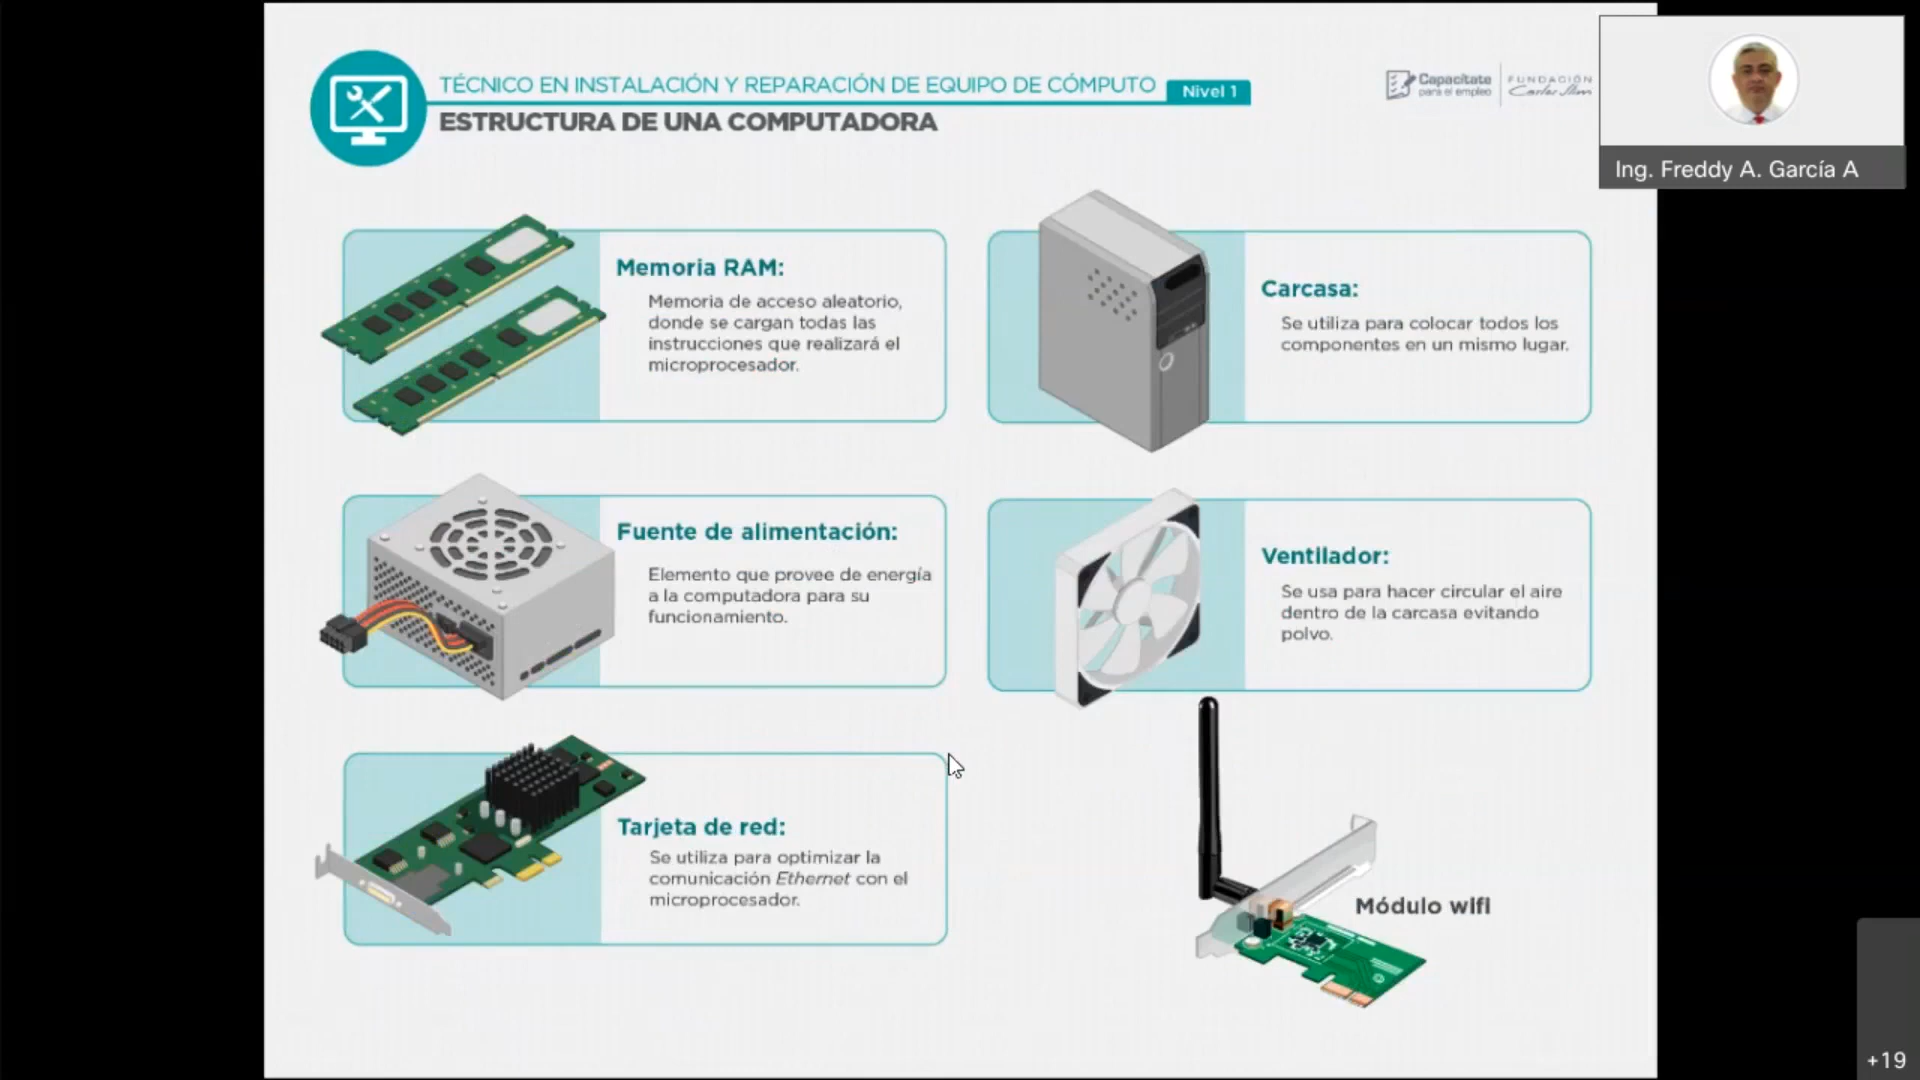 TÉCNICO EN INSTALACIÓN Y REPARACIÓN DE EQUIPO DE CÓMPUTO
Nivel 1
ESTRUCTURA DE UNA COMPUTADORA
Capacítate
para el empleo
FUNDACIÓN
Carlos Slim
Ing. Freddy A. García A
Memoria RAM:
Memoria de acceso aleatorio,
donde se cargan todas las
instrucciones que realizará el
microprocesador.
Carcasa:
Se utiliza para colocar todos los
componentes en un mismo lugar.
Fuente de alimentación:
Elemento que provee de energía
a la computadora para su
funcionamiento.
Ventilador:
Se usa para hacer circular el aire
dentro de la carcasa evitando
polvo.
Tarjeta de red:
Se utiliza para optimizar la
comunicación Ethernet con el
microprocesador.
Módulo wifi
+19